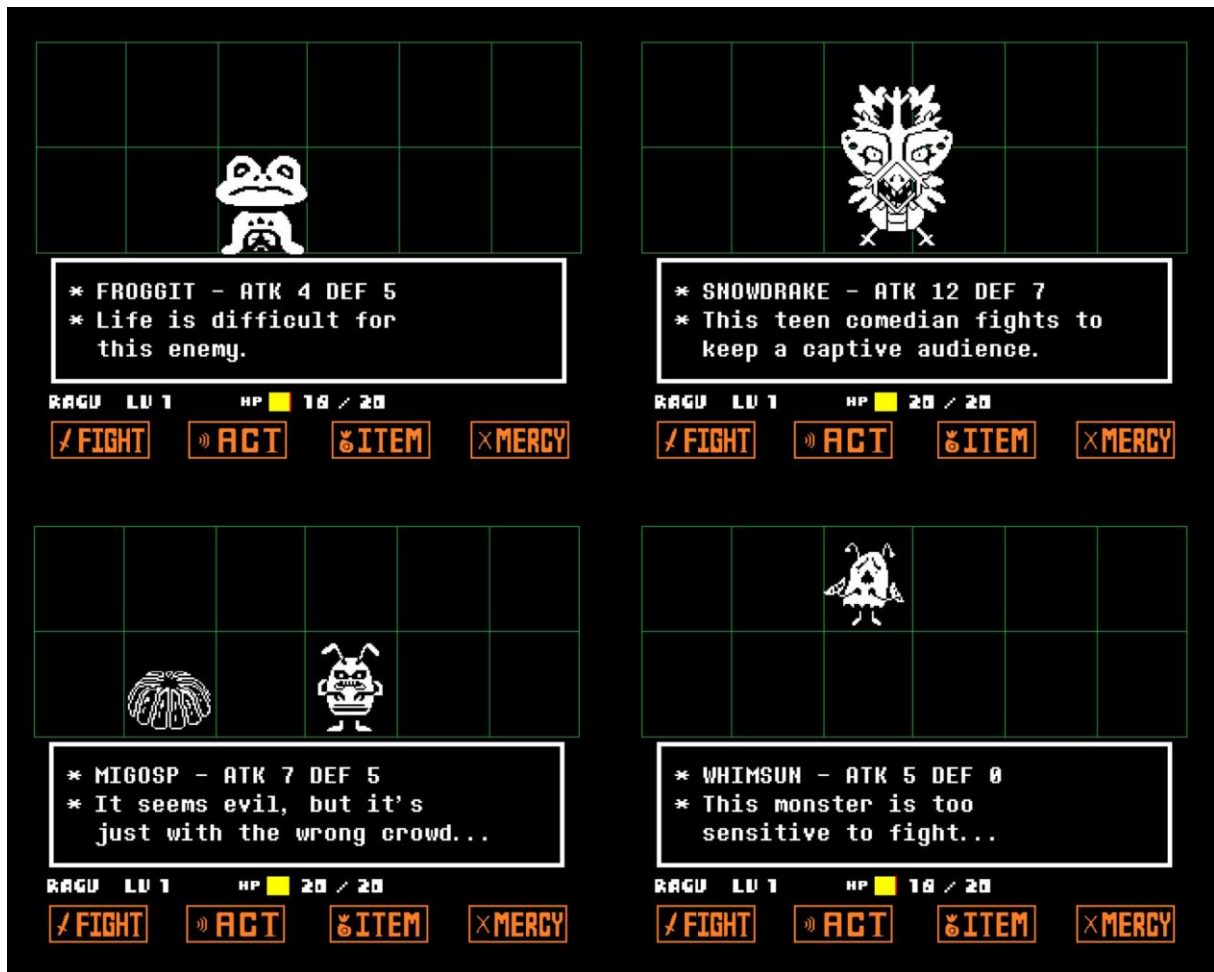 * FROGGIT - ATK 4 DEF 5
* Life is difficult for
this enemy.
RAGU LV 1 HP 18 / 20
FIGHT ACT ITEM MERCY
* SNOWDRAKE - ATK 12 DEF 7
* This teen comedian fights to
keep a captive audience.
RAGU LV 1 HP 20 / 20
FIGHT ACT ITEM MERCY
* MIGOSP - ATK 7 DEF 5
* It seems evil, but it's
just with the wrong crowd...
RAGU LV 1 HP 20 / 20
FIGHT ACT ITEM MERCY
* WHIMSUN - ATK 5 DEF 0
* This monster is too
sensitive to fight...
RAGU LV 1 HP 18 / 20
FIGHT ACT ITEM MERCY